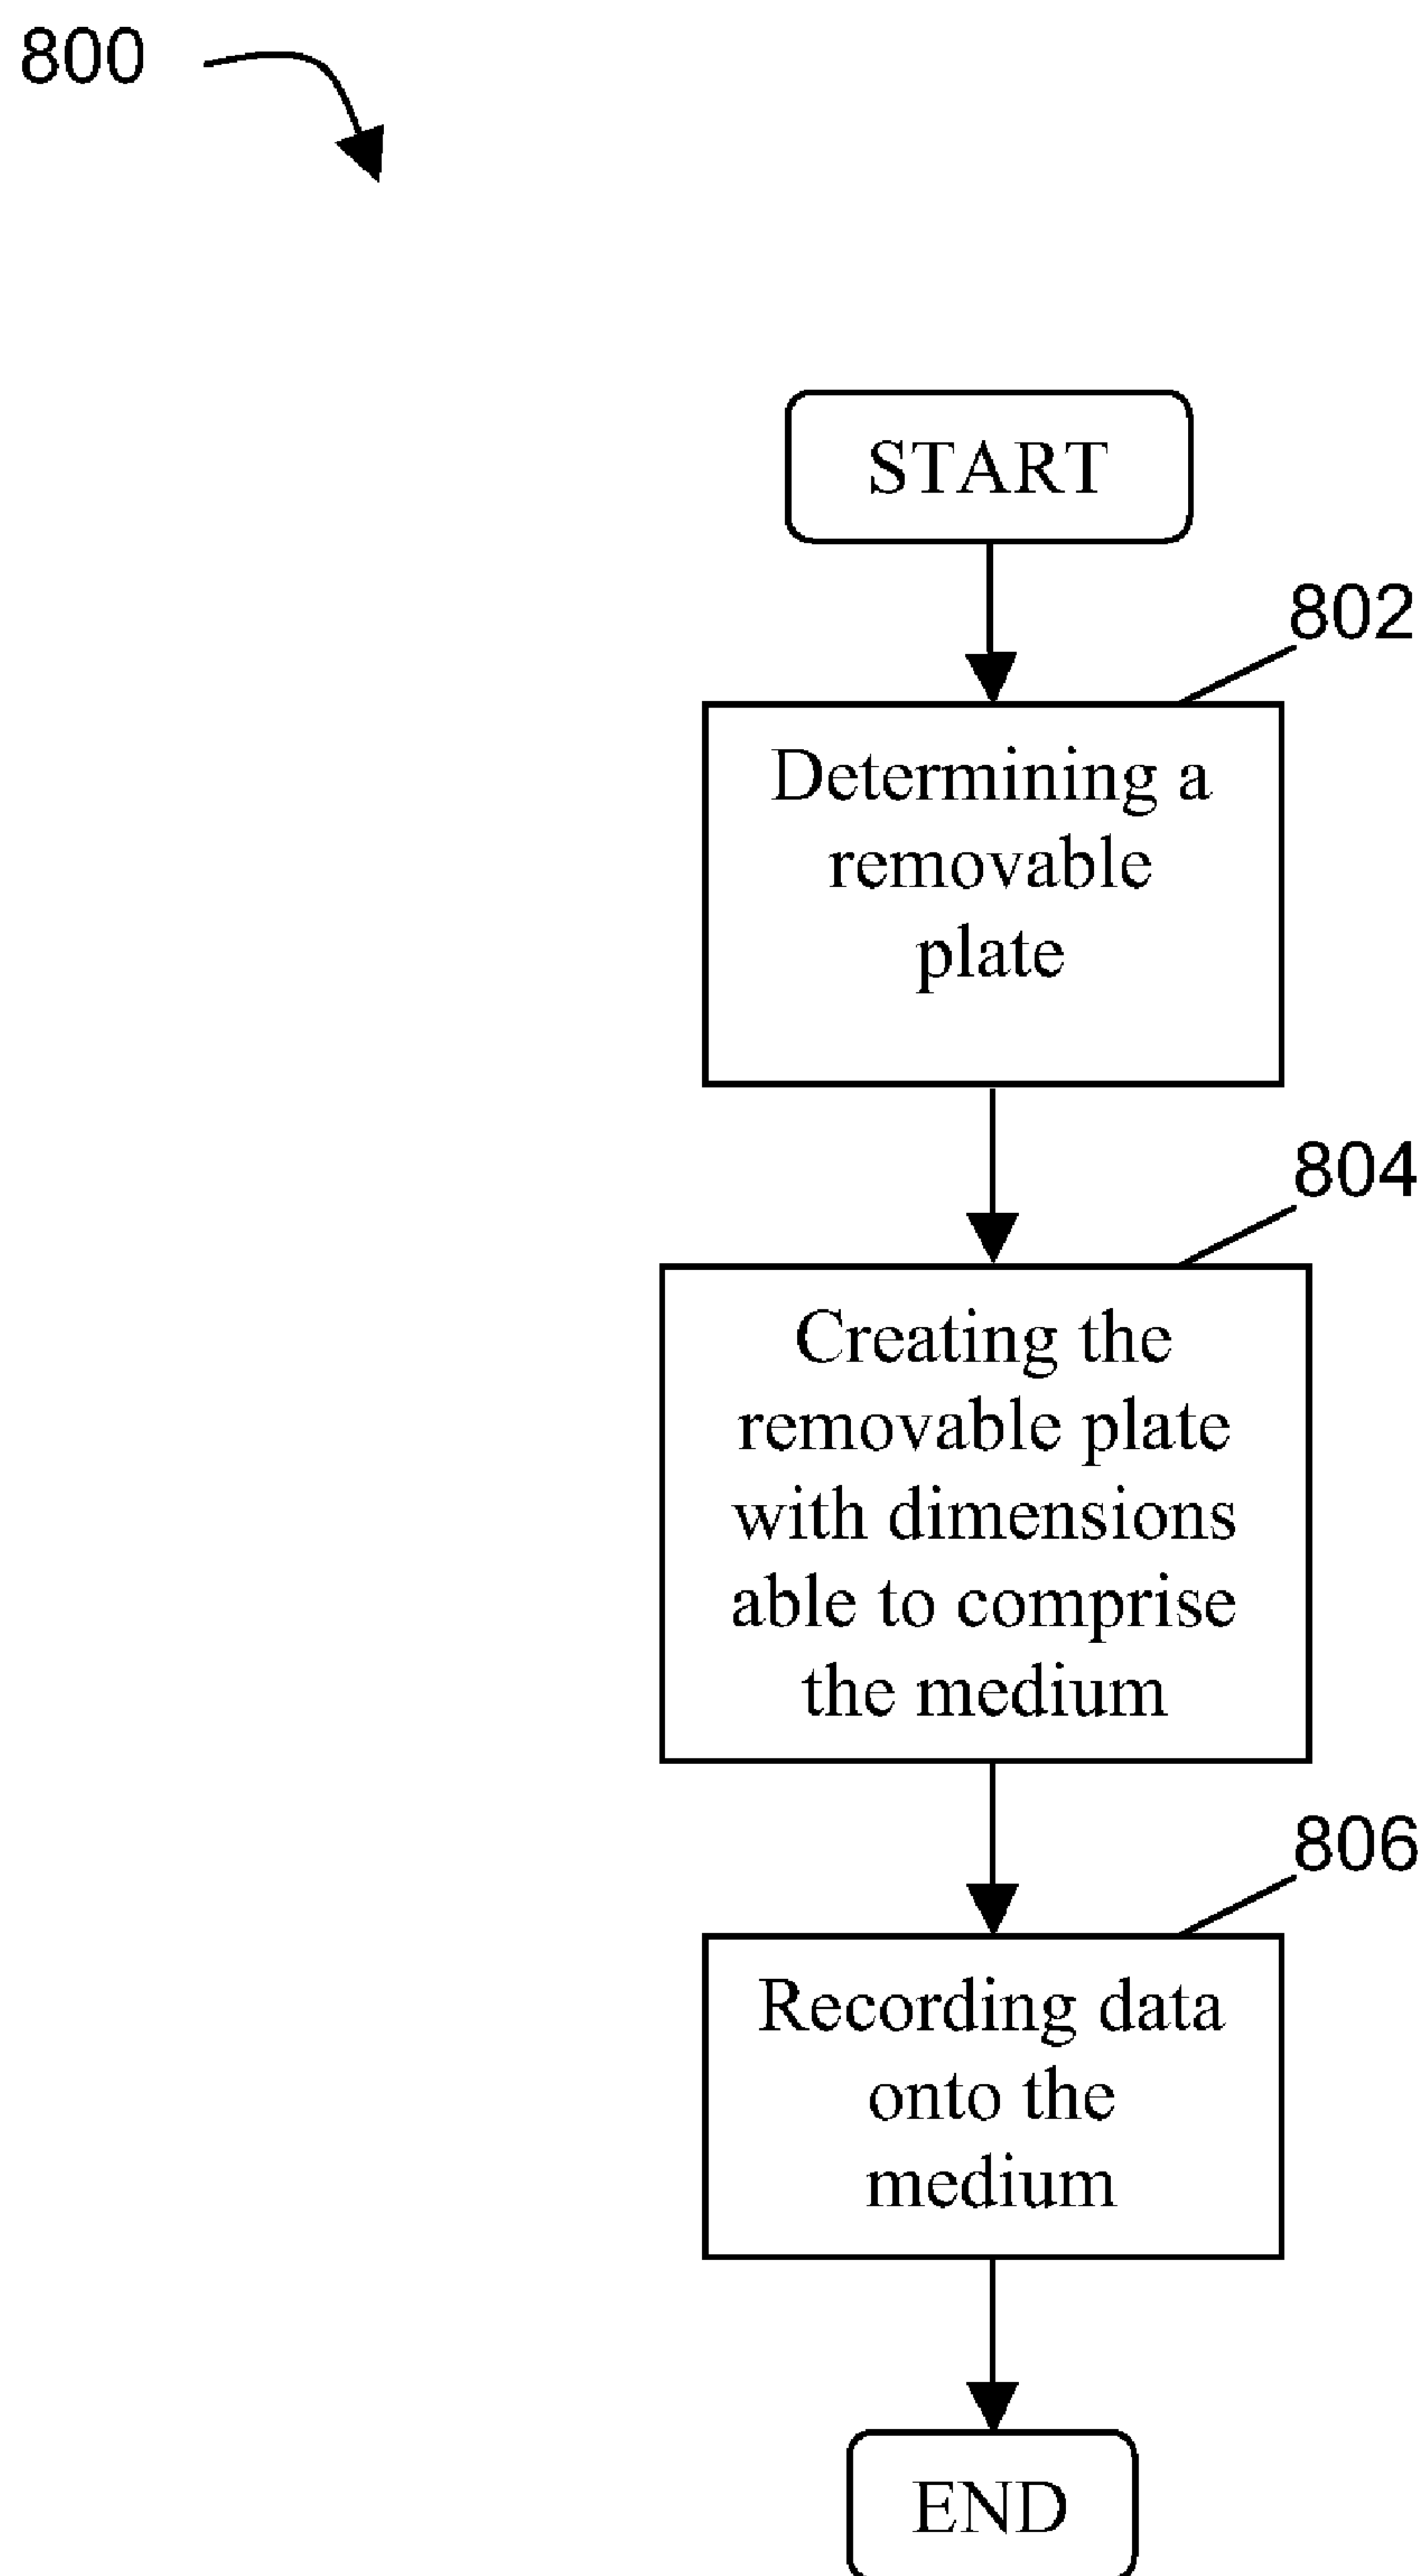 800
START
802
Determining a
removable
plate
804
Creating the
removable plate
with dimensions
able to comprise
the medium
806
Recording data
onto the
medium
END